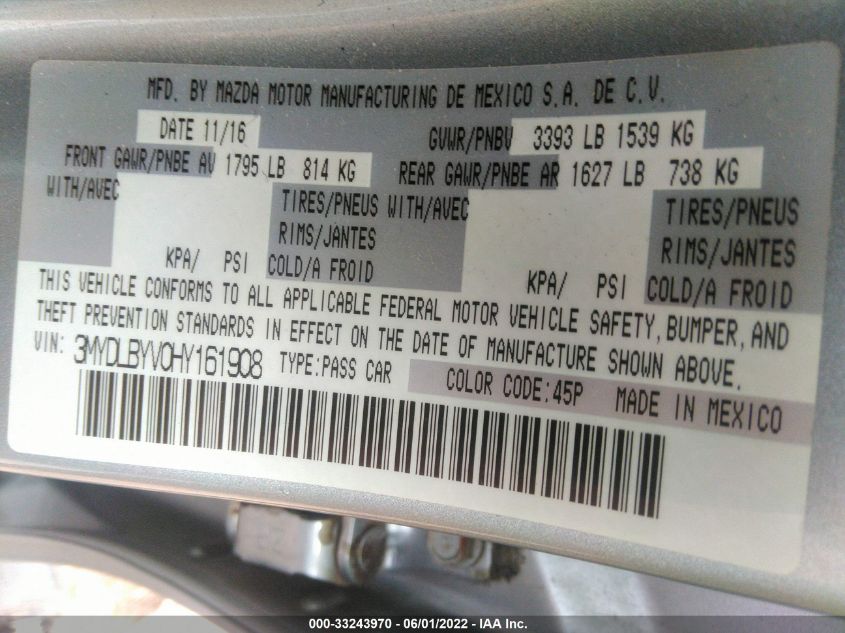 MFD. BY MAZDA MOTOR MANUFACTURING DE MEXICO S.A. DE C.V.
DATE 11/16 GVWR/PNBV 3393 LB 1539 KG
FRONT GAWR/PNBE AV 1795 LB 814 KG REAR GAWR/PNBE AR 1627 LB 738 KG
WITH/AVEC TIRES/PNEUS WITH/AVEC TIRES/PNEUS
RIMS/JANTES RIMS/JANTES
KPA/ PSI COLD/A FROID KPA/ PSI COLD/A FROID
THIS VEHICLE CONFORMS TO ALL APPLICABLE FEDERAL MOTOR VEHICLE SAFETY, BUMPER, AND
THEFT PREVENTION STANDARDS IN EFFECT ON THE DATE OF MANUFACTURE SHOWN ABOVE.
VIN: 3MYDLBYV0HY161908 TYPE:PASS CAR COLOR CODE:45P MADE IN MEXICO
000-33243970 - 06/01/2022 - IAA Inc.